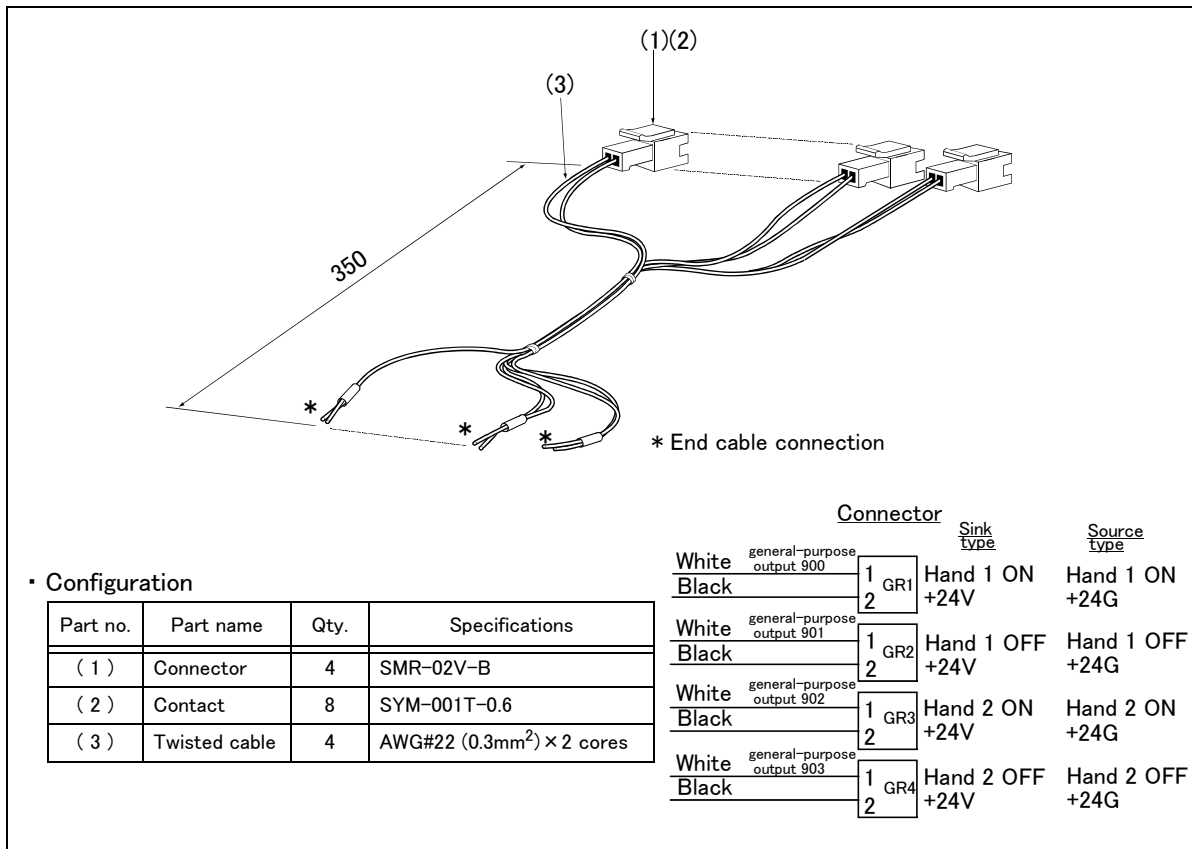 (1)(2)
(3)
350
*
*
*
* End cable connection
・Configuration
Part no. Part name Qty. Specifications
(1) Connector 4 SMR-02V-B
(2) Contact 8 SYM-001T-0.6
(3) Twisted cable 4 AWG#22 (0.3mm²)×2 cores
Connector
Sink type
Source type
White general-purpose output 900 1 GR1 Hand 1 ON Hand 1 ON
Black 2 +24V +24G
White general-purpose output 901 1 GR2 Hand 1 OFF Hand 1 OFF
Black 2 +24V +24G
White general-purpose output 902 1 GR3 Hand 2 ON Hand 2 ON
Black 2 +24V +24G
White general-purpose output 903 1 GR4 Hand 2 OFF Hand 2 OFF
Black 2 +24V +24G